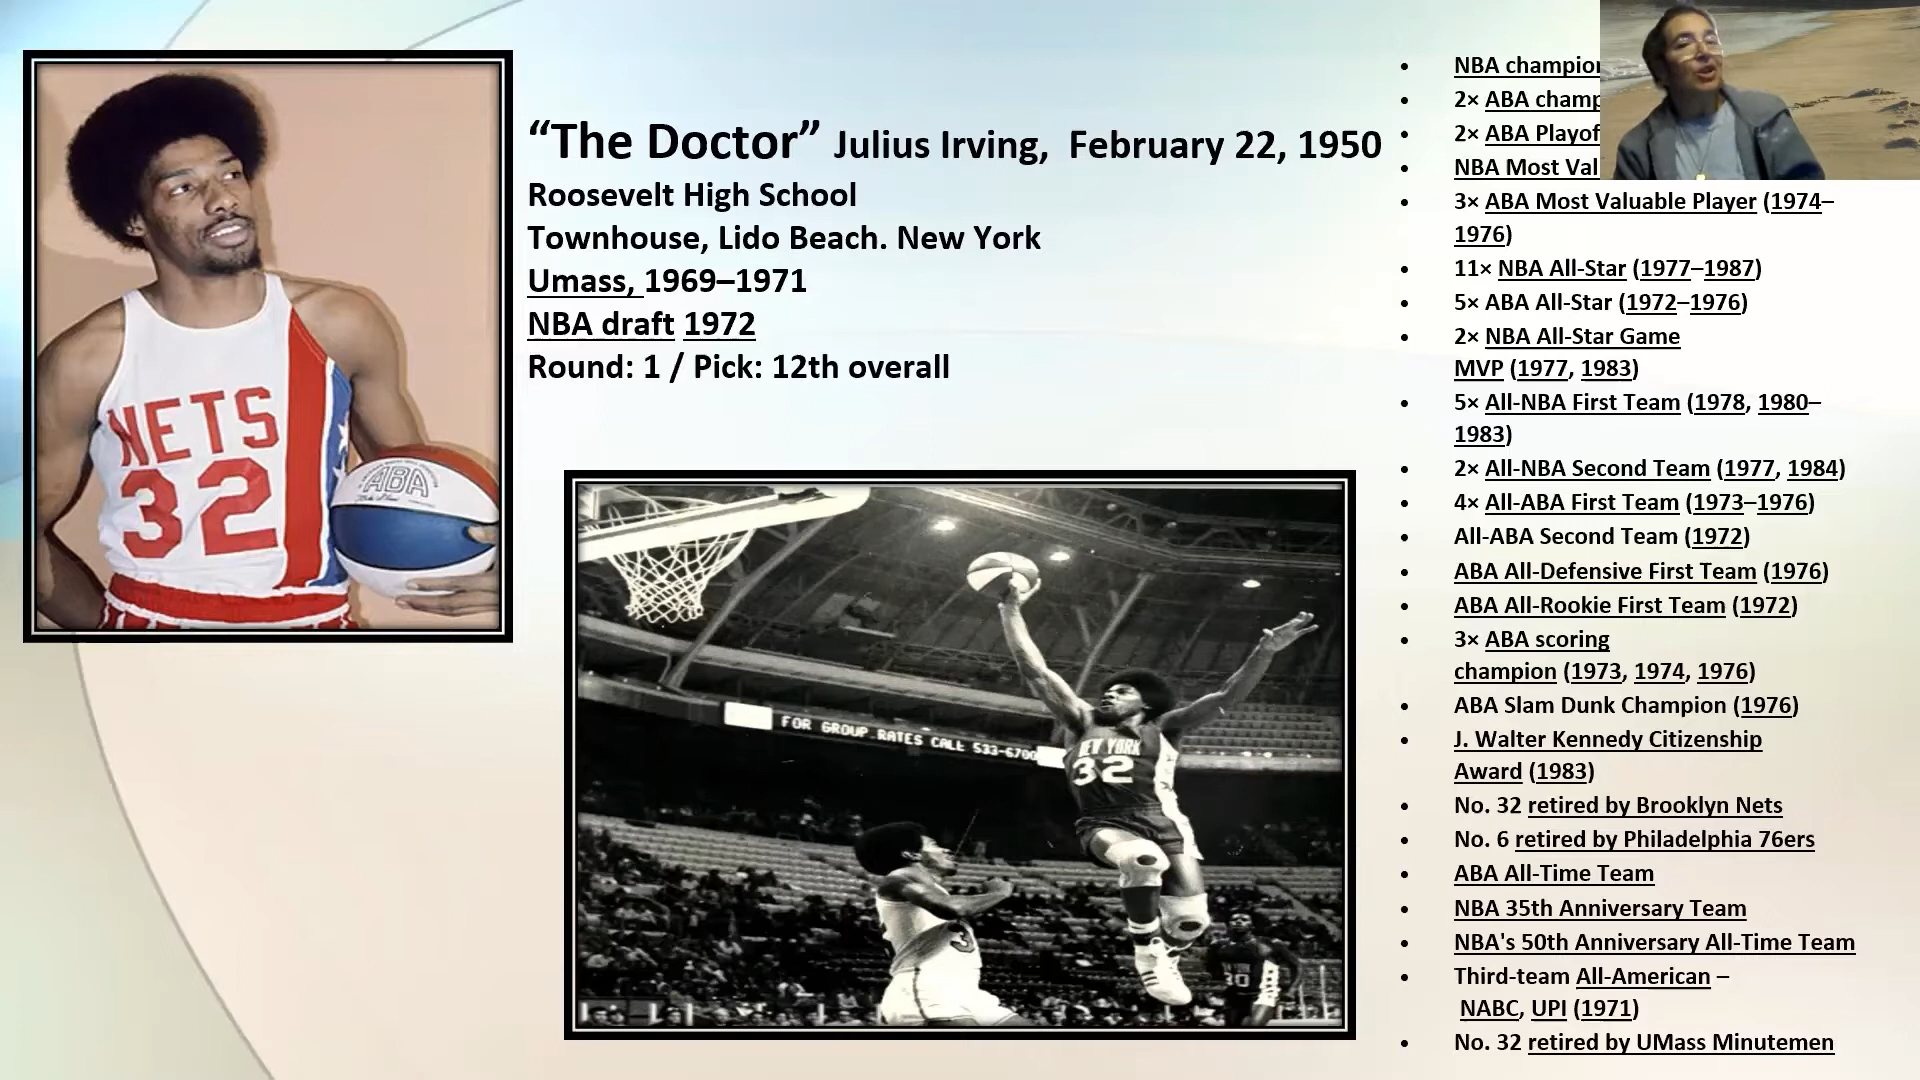 “The Doctor” Julius Irving, February 22, 1950
Roosevelt High School
Townhouse, Lido Beach. New York
Umass, 1969–1971
NBA draft 1972
Round: 1 / Pick: 12th overall
NETS
32
ABA
FOR GROUP RATES CALL 533-6700
NEW YORK
32
3
30
• NBA champion
• 2× ABA champ
• 2× ABA Playof
• NBA Most Val
• 3× ABA Most Valuable Player (1974–
1976)
• 11× NBA All-Star (1977–1987)
• 5× ABA All-Star (1972–1976)
• 2× NBA All-Star Game
MVP (1977, 1983)
• 5× All-NBA First Team (1978, 1980–
1983)
• 2× All-NBA Second Team (1977, 1984)
• 4× All-ABA First Team (1973–1976)
• All-ABA Second Team (1972)
• ABA All-Defensive First Team (1976)
• ABA All-Rookie First Team (1972)
• 3× ABA scoring
champion (1973, 1974, 1976)
• ABA Slam Dunk Champion (1976)
• J. Walter Kennedy Citizenship
Award (1983)
• No. 32 retired by Brooklyn Nets
• No. 6 retired by Philadelphia 76ers
• ABA All-Time Team
• NBA 35th Anniversary Team
• NBA's 50th Anniversary All-Time Team
• Third-team All-American –
NABC, UPI (1971)
• No. 32 retired by UMass Minutemen